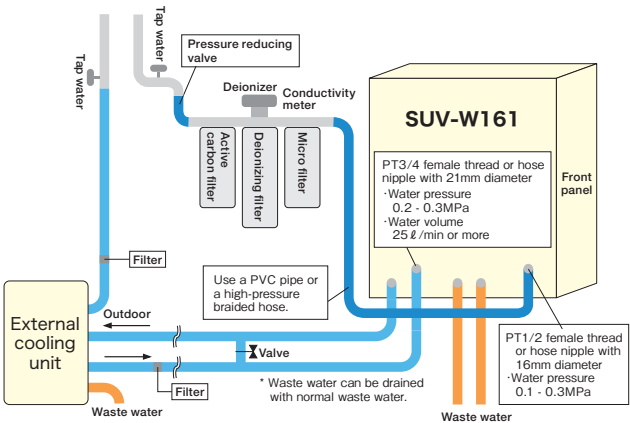 Tap water
Tap water
Pressure reducing
valve
Deionizer
Conductivity
meter
Active
carbon filter
Deionizing filter
Micro filter
SUV-W161
PT3/4 female thread or hose
nipple with 21mm diameter
·Water pressure
0.2 - 0.3MPa
·Water volume
25ℓ/min or more
Front
panel
Filter
Use a PVC pipe or
a high-pressure
braided hose.
External
cooling
unit
Outdoor
Valve
Filter
* Waste water can be drained
with normal waste water.
PT1/2 female thread
or hose nipple with
16mm diameter
·Water pressure
0.1 - 0.3MPa
Waste water
Waste water